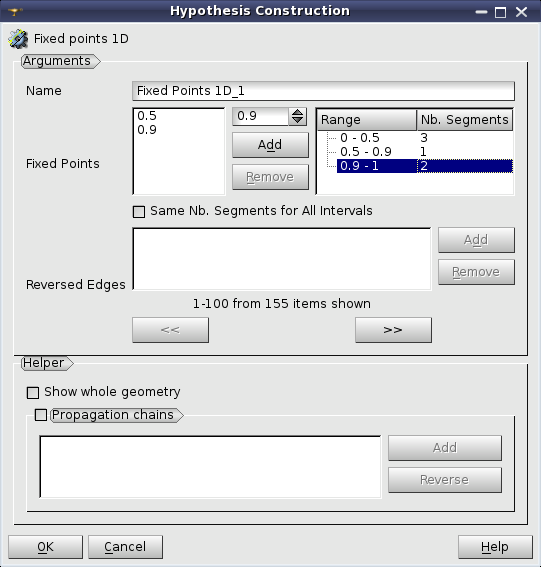 Hypothesis Construction
Fixed points 1D
Arguments
Name
Fixed Points 1D_1
Fixed Points
0.5
0.9
0.9
Add
Remove
Range Nb. Segments
0 - 0.5 3
0.5 - 0.9 1
0.9 - 1 2
Same Nb. Segments for All Intervals
Reversed Edges
Add
Remove
1-100 from 155 items shown
<< >>
Helper
Show whole geometry
Propagation chains
Add
Reverse
OK Cancel Help